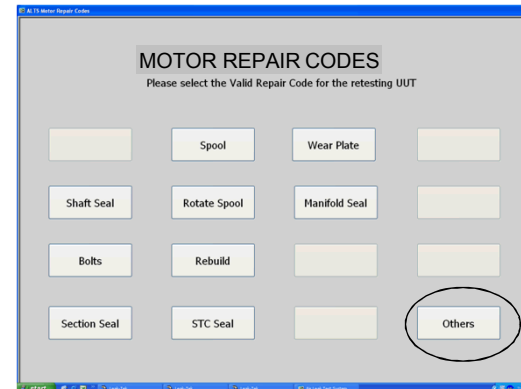 ALTS Motor Repair Codes
MOTOR REPAIR CODES
Please select the Valid Repair Code for the retesting UUT
Spool
Wear Plate
Shaft Seal
Rotate Spool
Manifold Seal
Bolts
Rebuild
Section Seal
STC Seal
Others
start